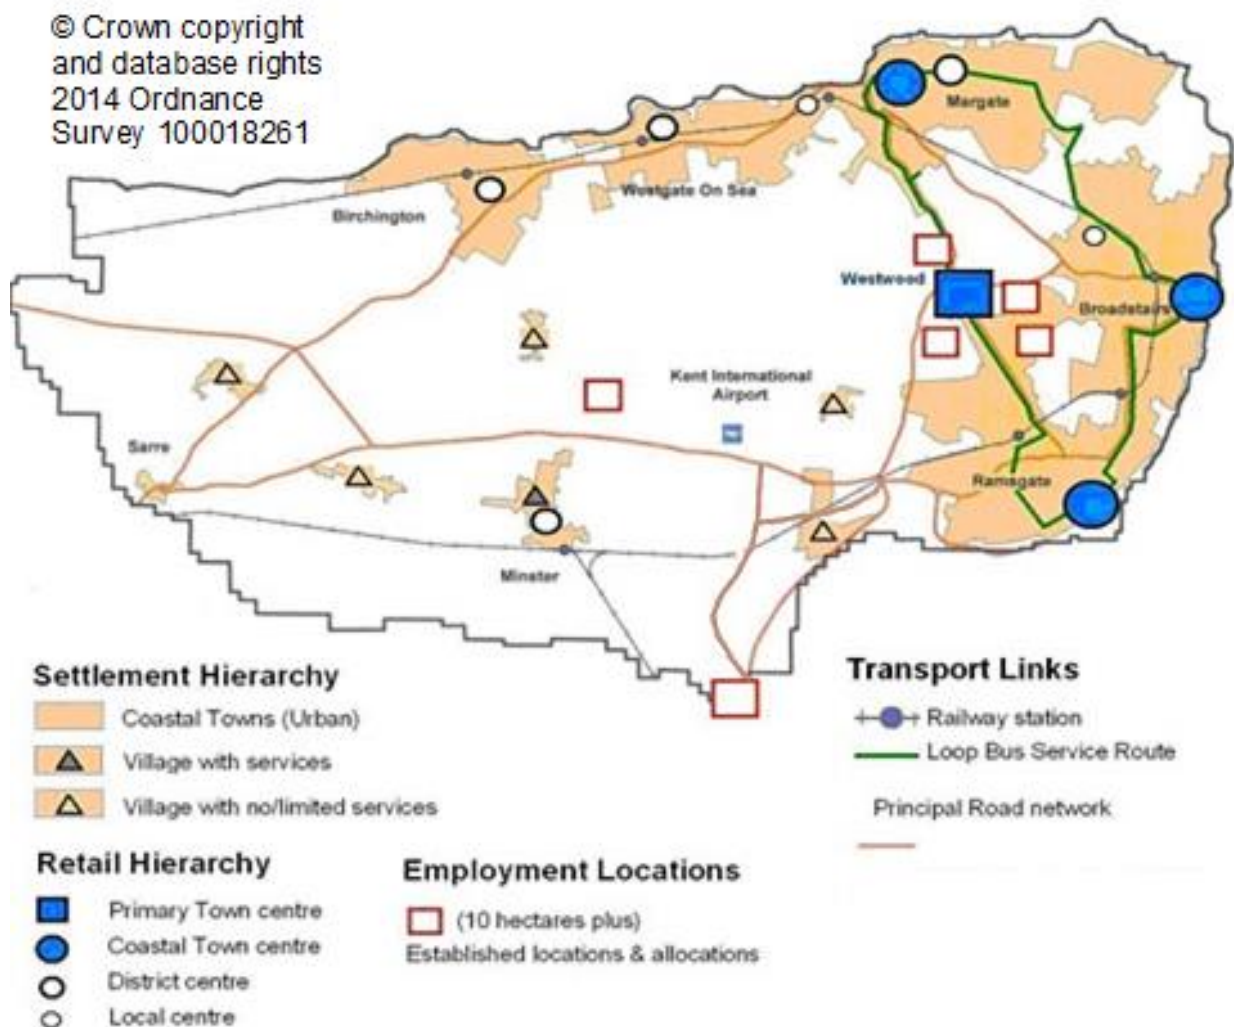 © Crown copyright
and database rights
2014 Ordnance
Survey 100018261
Margate
Westgate On Sea
Birchington
Westwood
Broadstairs
Kent International
Airport
Sarre
Ramsgate
Minster
Settlement Hierarchy
Coastal Towns (Urban)
Village with services
Village with no/limited services
Retail Hierarchy
Primary Town centre
Coastal Town centre
District centre
Local centre
Employment Locations
(10 hectares plus)
Established locations & allocations
Transport Links
Railway station
Loop Bus Service Route
Principal Road network